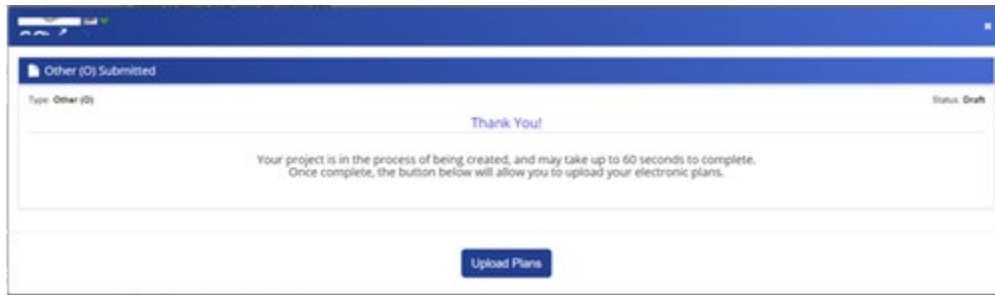 Other (O) Submitted
Type: Other (O)
Status: Draft
Thank You!
Your project is in the process of being created, and may take up to 60 seconds to complete.
Once complete, the button below will allow you to upload your electronic plans.
Upload Plans